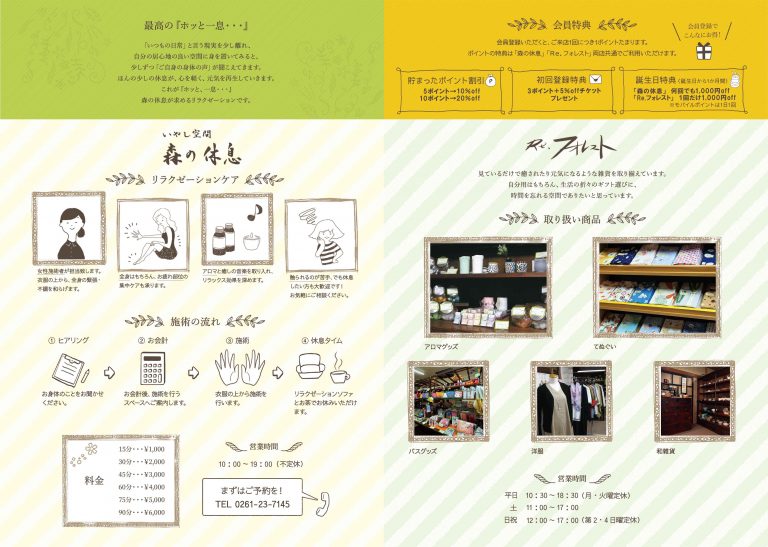 最高の『ホッと一息・・・』
「いつもの日常」と言う現実を少し離れ、
自分の居心地の良い空間に身を置いてみると、
少しずつ「ご自身の身体の声」が聞こえてきます。
ほんの少しの休息が、心を軽く、元気を再生していきます。
これが『ホッと、一息・・・』
森の休息が求めるリラクゼーションです。
会員特典
会員登録いただくと、ご来店1回につき1ポイントたまります。
ポイントの特典は「森の休息」、「Re，フォレスト」両店共通でご利用いただけます。
会員登録で
こんなにお得!
貯まったポイント割引
5ポイント→10%off
10ポイント→20%off
初回登録特典
3ポイント+5%offチケット
プレゼント
誕生日特典(誕生日から1か月間)
「森の休息」 何回でも1,000円off
「Re,フォレスト」 1回だけ1,000円off
※モバイルポイントは1日1回
いやし空間
森の休息
リラクゼーションケア
女性施術者が担当致します。
衣服の上から、全身の緊張・
不調を和らげます。
全身はもちろん、お疲れ部位の
集中ケアも承ります。
アロマと癒しの音楽を取り入れ、
リラックス効果を深めます。
触られるのが苦手、でも休息
したい方も大歓迎です!
お気軽にご相談ください。
施術の流れ
① ヒアリング
② お会計
③ 施術
④ 休息タイム
お身体のことをお聞かせ
ください。
お会計後、施術を行う
スペースへご案内します。
衣服の上から施術を
行います。
リラクゼーションソファ
とお茶でお休みいただけ
ます。
料金
15分・・・¥1,000
30分・・・¥2,000
45分・・・¥3,000
60分・・・¥4,000
75分・・・¥5,000
90分・・・¥6,000
営業時間
10：00～19：00（不定休）
まずはご予約を!
TEL 0261-23-7145
Re,フォレスト
見ているだけで癒されたり元気になるような雑貨を取り揃えています。
自分用はもちろん、生活の折々のギフト選びに、
時間を忘れる空間でありたいと思っています。
取り扱い商品
アロマグッズ
てぬぐい
バスグッズ
洋服
和雑貨
営業時間
平日 10：30～18：30（月・火曜定休）
土 11：00～17：00
日祝 12：00～17：00（第2・4日曜定休）